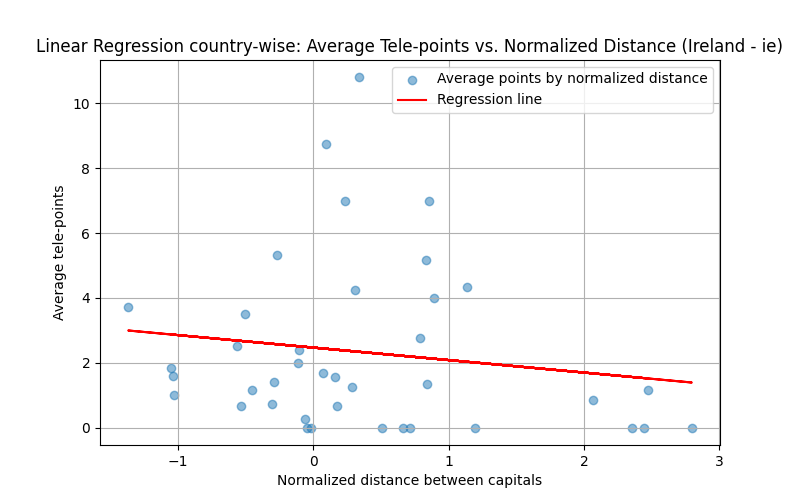 Linear Regression country-wise: Average Tele-points vs. Normalized Distance (Ireland - ie)
Average points by normalized distance
Regression line
Average tele-points
10
8
6
4
2
0
−1
0
1
2
3
Normalized distance between capitals